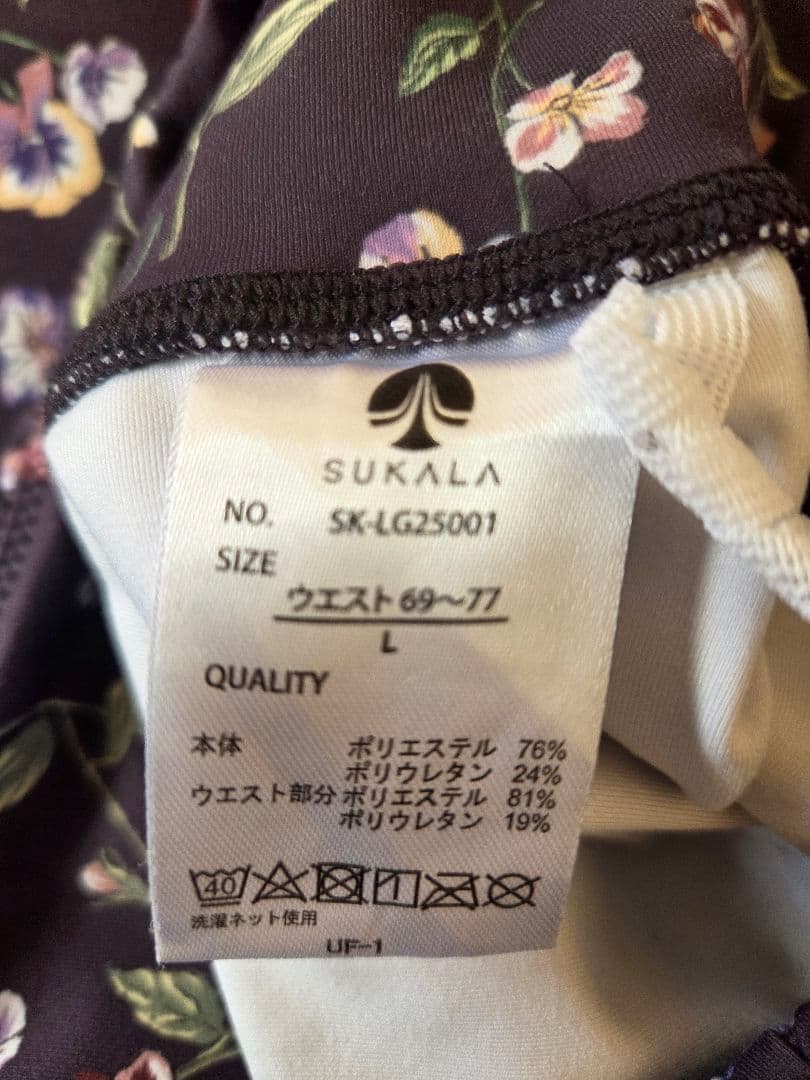 SUKALA
NO. SK-LG25001
SIZE
ウエスト 69～77
L
QUALITY
本体 ポリエステル 76%
ポリウレタン 24%
ウエスト部分 ポリエステル 81%
ポリウレタン 19%
40
洗濯ネット使用
UF-1